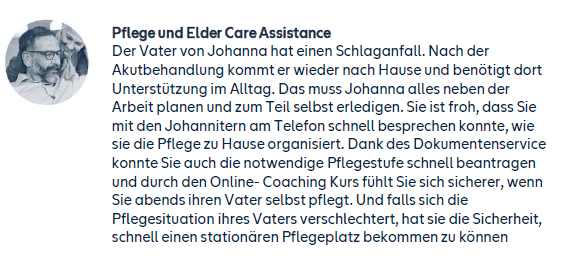 Pflege und Elder Care Assistance
Der Vater von Johanna hat einen Schlaganfall. Nach der
Akutbehandlung kommt er wieder nach Hause und benötigt dort
Unterstützung im Alltag. Das muss Johanna alles neben der
Arbeit planen und zum Teil selbst erledigen. Sie ist froh, dass Sie
mit den Johannitern am Telefon schnell besprechen konnte, wie
sie die Pflege zu Hause organisiert. Dank des Dokumentenservice
konnte Sie auch die notwendige Pflegestufe schnell beantragen
und durch den Online- Coaching Kurs fühlt Sie sich sicherer, wenn
Sie abends ihren Vater selbst pflegt. Und falls sich die
Pflegesituation ihres Vaters verschlechtert, hat sie die Sicherheit,
schnell einen stationären Pflegeplatz bekommen zu können